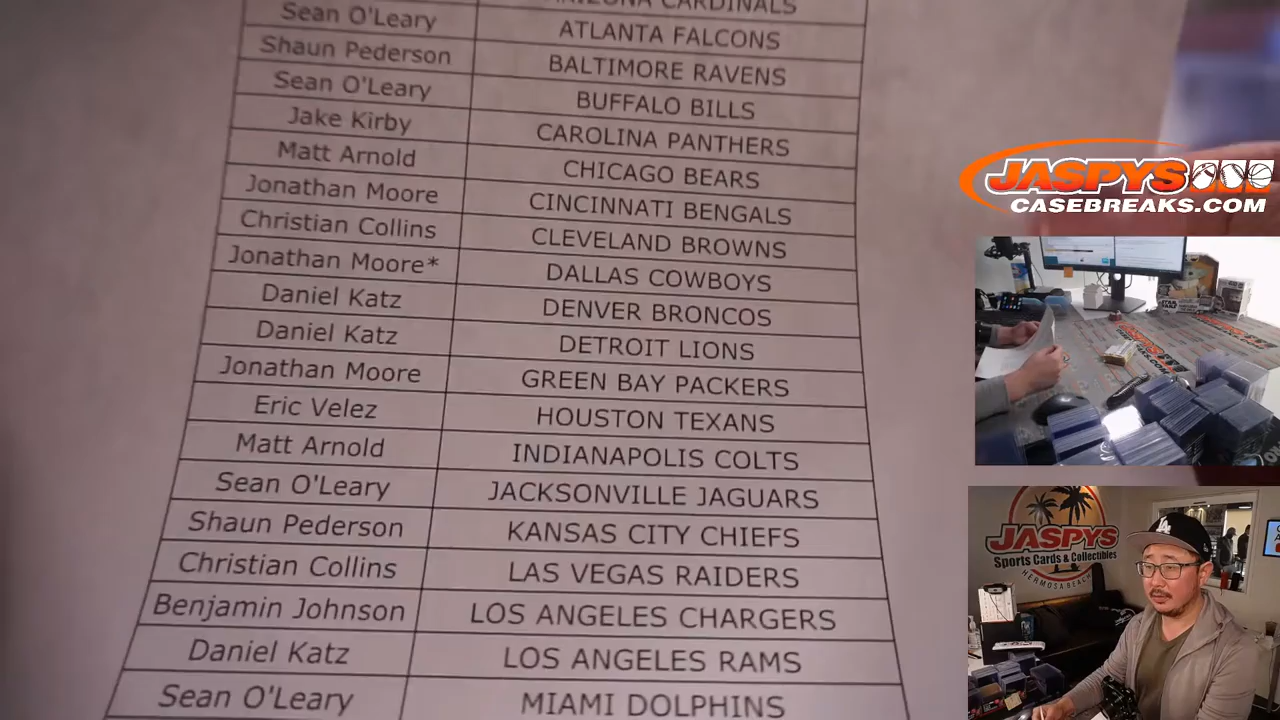 ARIZONA CARDINALS
Sean O'Leary ATLANTA FALCONS
Shaun Pederson BALTIMORE RAVENS
Sean O'Leary BUFFALO BILLS
Jake Kirby CAROLINA PANTHERS
Matt Arnold CHICAGO BEARS
Jonathan Moore CINCINNATI BENGALS
Christian Collins CLEVELAND BROWNS
Jonathan Moore* DALLAS COWBOYS
Daniel Katz DENVER BRONCOS
Daniel Katz DETROIT LIONS
Jonathan Moore GREEN BAY PACKERS
Eric Velez HOUSTON TEXANS
Matt Arnold INDIANAPOLIS COLTS
Sean O'Leary JACKSONVILLE JAGUARS
Shaun Pederson KANSAS CITY CHIEFS
Christian Collins LAS VEGAS RAIDERS
Benjamin Johnson LOS ANGELES CHARGERS
Daniel Katz LOS ANGELES RAMS
Sean O'Leary MIAMI DOLPHINS
JASPYS
CASEBREAKS.COM
JASPYS
Sports Cards & Collectibles
HERMOSA BEACH
LA